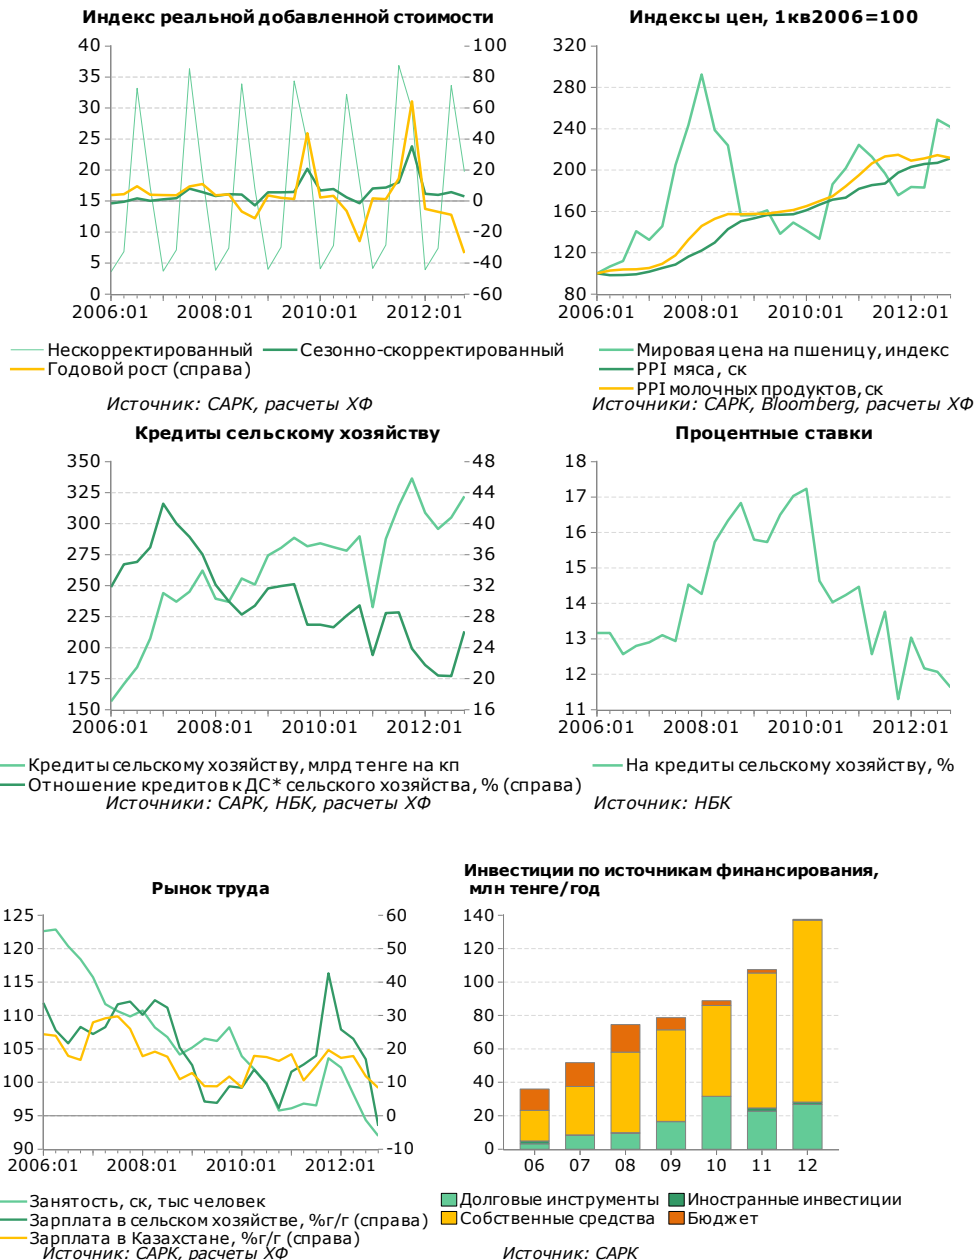 Индекс реальной добавленной стоимости
40
35
30
25
20
15
10
5
0
100
80
60
40
20
0
-20
-40
-60
2006:01 2008:01 2010:01 2012:01
Нескорректированный Сезонно-скорректированный
Годовой рост (справа)
Источник: САРК, расчеты ХФ
Индексы цен, 1кв2006=100
320
280
240
200
160
120
80
2006:01 2008:01 2010:01 2012:01
Мировая цена на пшеницу, индекс
PPI мяса, ск
PPI молочных продуктов, ск
Источники: САРК, Bloomberg, расчеты ХФ
Кредиты сельскому хозяйству
350
325
300
275
250
225
200
175
150
48
44
40
36
32
28
24
20
16
2006:01 2008:01 2010:01 2012:01
Кредиты сельскому хозяйству, млрд тенге на кп
Отношение кредитов к ДС* сельского хозяйства, % (справа)
Источники: САРК, НБК, расчеты ХФ
Процентные ставки
18
17
16
15
14
13
12
11
2006:01 2008:01 2010:01 2012:01
На кредиты сельскому хозяйству, %
Источник: НБК
Рынок труда
125
120
115
110
105
100
95
90
60
50
40
30
20
10
0
-10
2006:01 2008:01 2010:01 2012:01
Занятость, ск, тыс человек
Зарплата в сельском хозяйстве, %г/г (справа)
Зарплата в Казахстане, %г/г (справа)
Источник: САРК, расчеты ХФ
Инвестиции по источникам финансирования,
млн тенге/год
140
100
80
60
40
20
0
06 07 08 09 10 11 12
Долговые инструменты Иностранные инвестиции
Собственные средства Бюджет
Источник: САРК